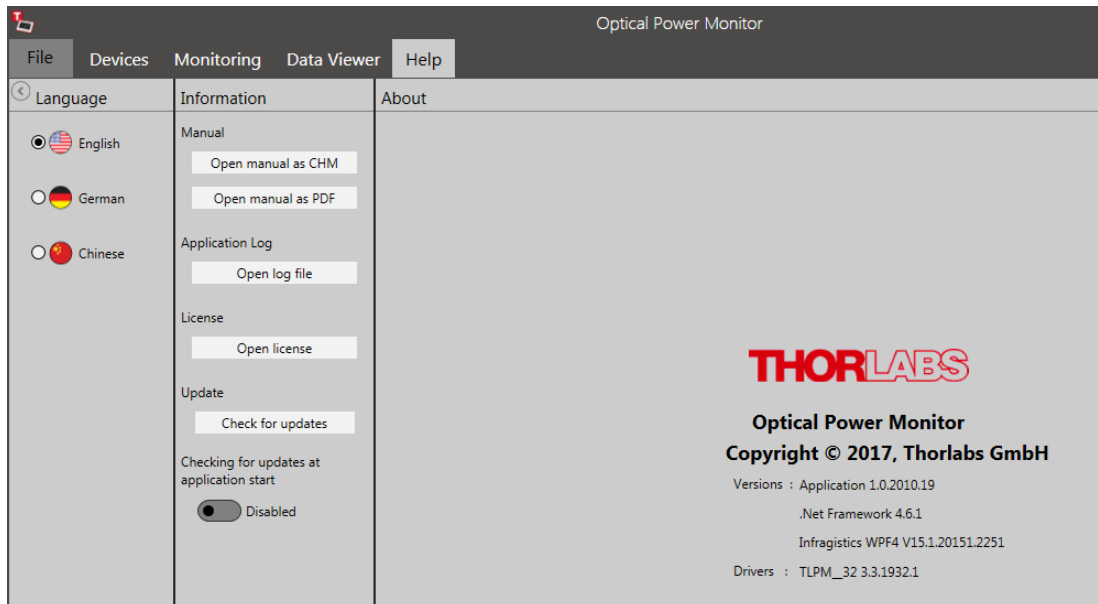 Optical Power Monitor
File Devices Monitoring Data Viewer Help
Language
English
German
Chinese
Information
Manual
Open manual as CHM
Open manual as PDF
Application Log
Open log file
License
Open license
Update
Check for updates
Checking for updates at
application start
Disabled
About
THORLABS
Optical Power Monitor
Copyright © 2017, Thorlabs GmbH
Versions : Application 1.0.2010.19
.Net Framework 4.6.1
Infragistics WPF4 V15.1.20151.2251
Drivers : TLPM__32 3.3.1932.1